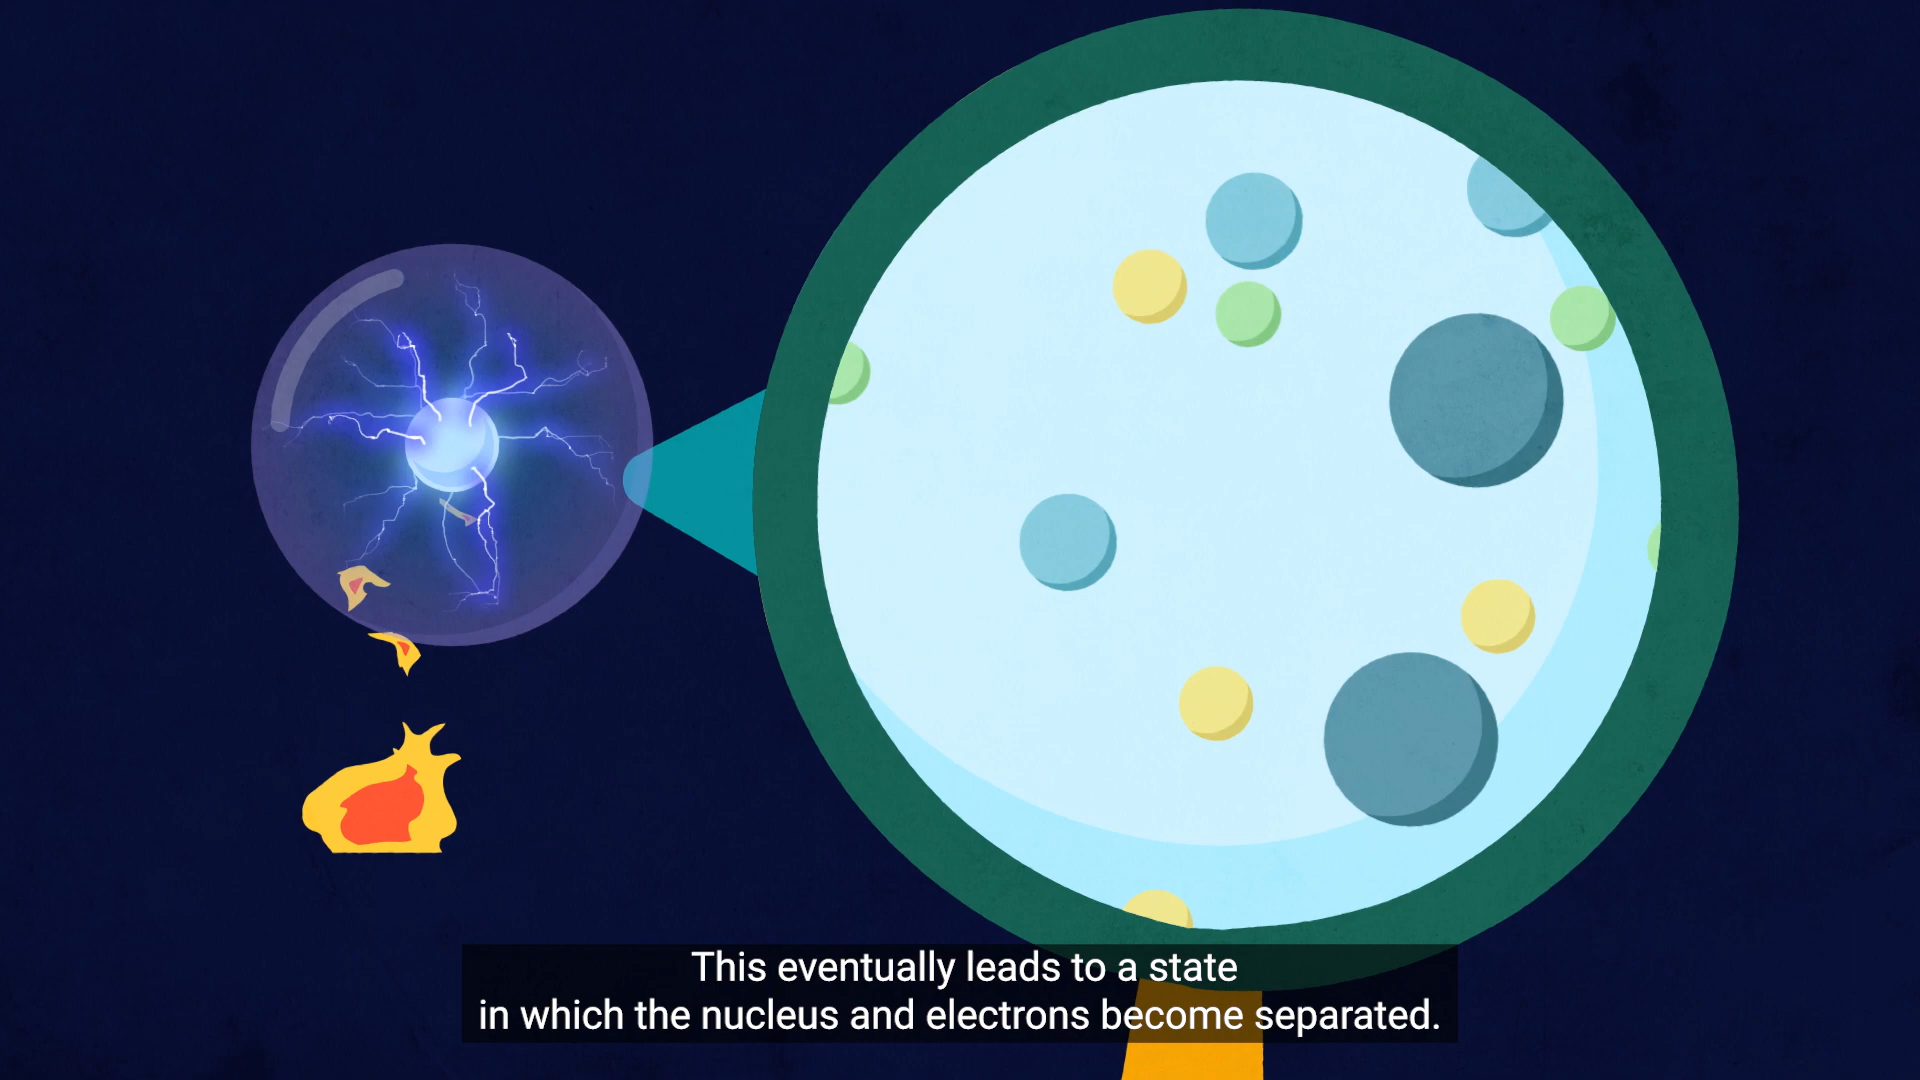 This eventually leads to a state
in which the nucleus and electrons become separated.